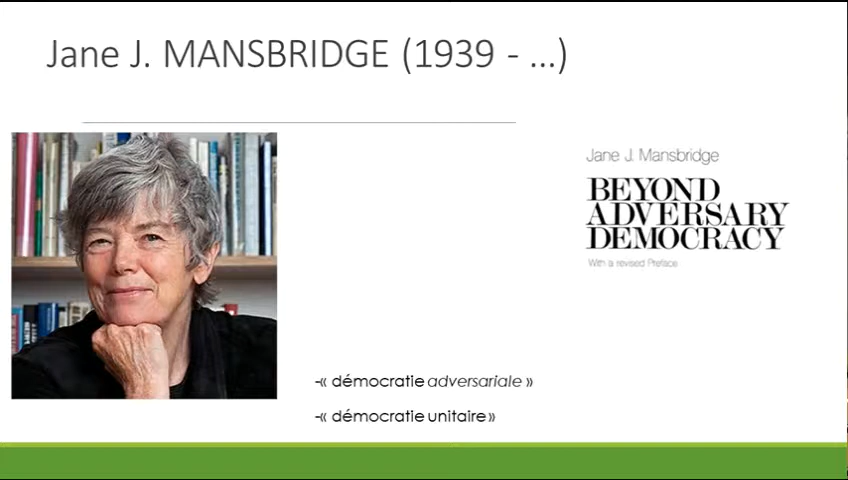 Jane J. MANSBRIDGE (1939 - ...)
Jane J. Mansbridge
BEYOND
ADVERSARY
DEMOCRACY
With a revised Preface
-« démocratie adversariale »
-« démocratie unitaire »